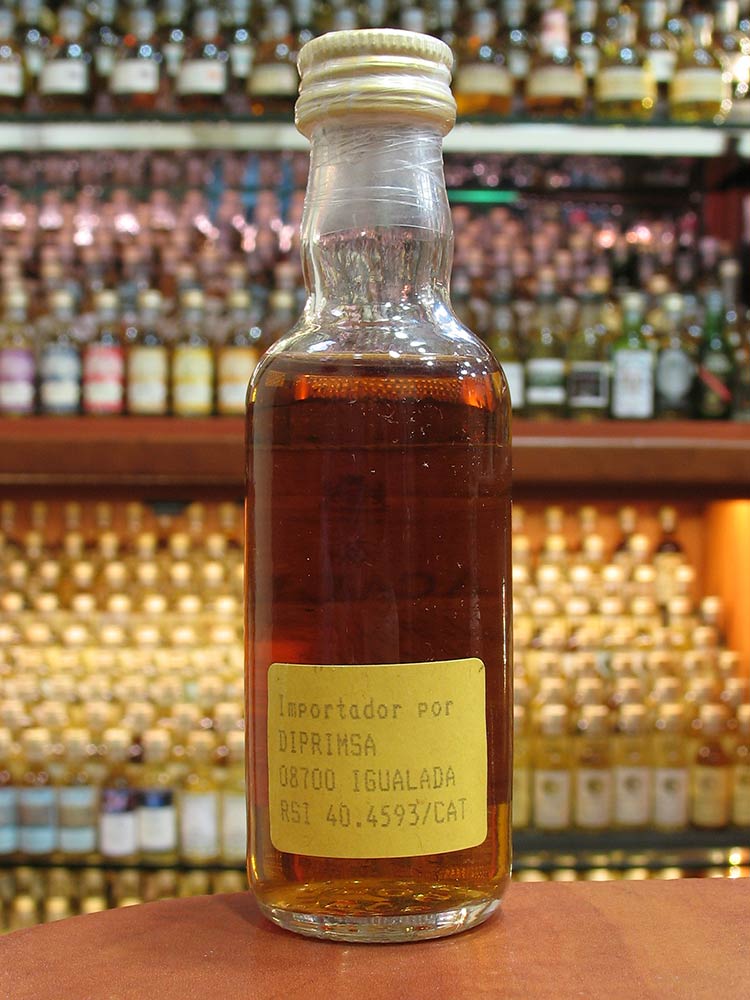 Importador por
DIPRIMSA
08700 IGUALADA
RSI 40.4593/CAT